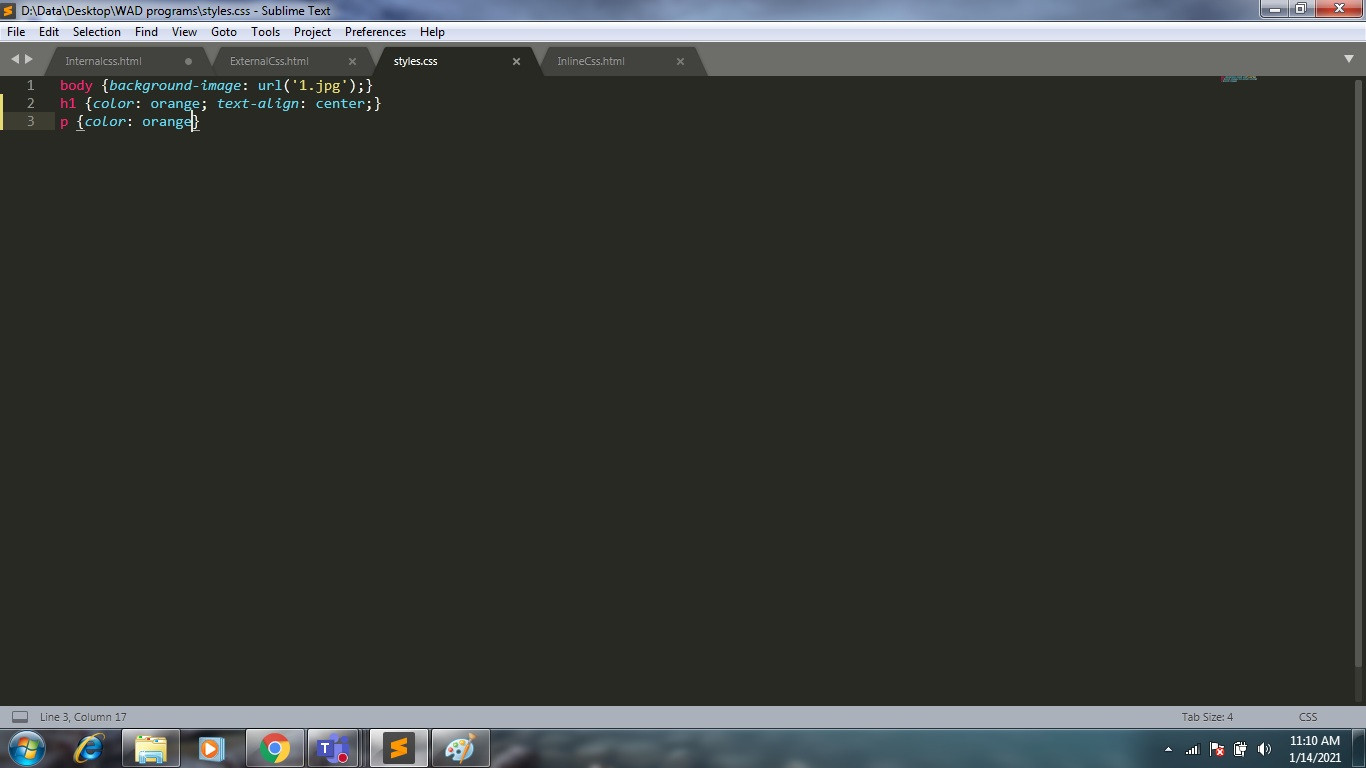 D:\Data\Desktop\WAD programs\styles.css - Sublime Text
File Edit Selection Find View Goto Tools Project Preferences Help
Internalcss.html ExternalCss.html styles.css InlineCss.html
1 body {background-image: url('1.jpg');}
2 h1 {color: orange; text-align: center;}
3 p {color: orange}
Line 3, Column 17 Tab Size: 4 CSS
11:10 AM
1/14/2021